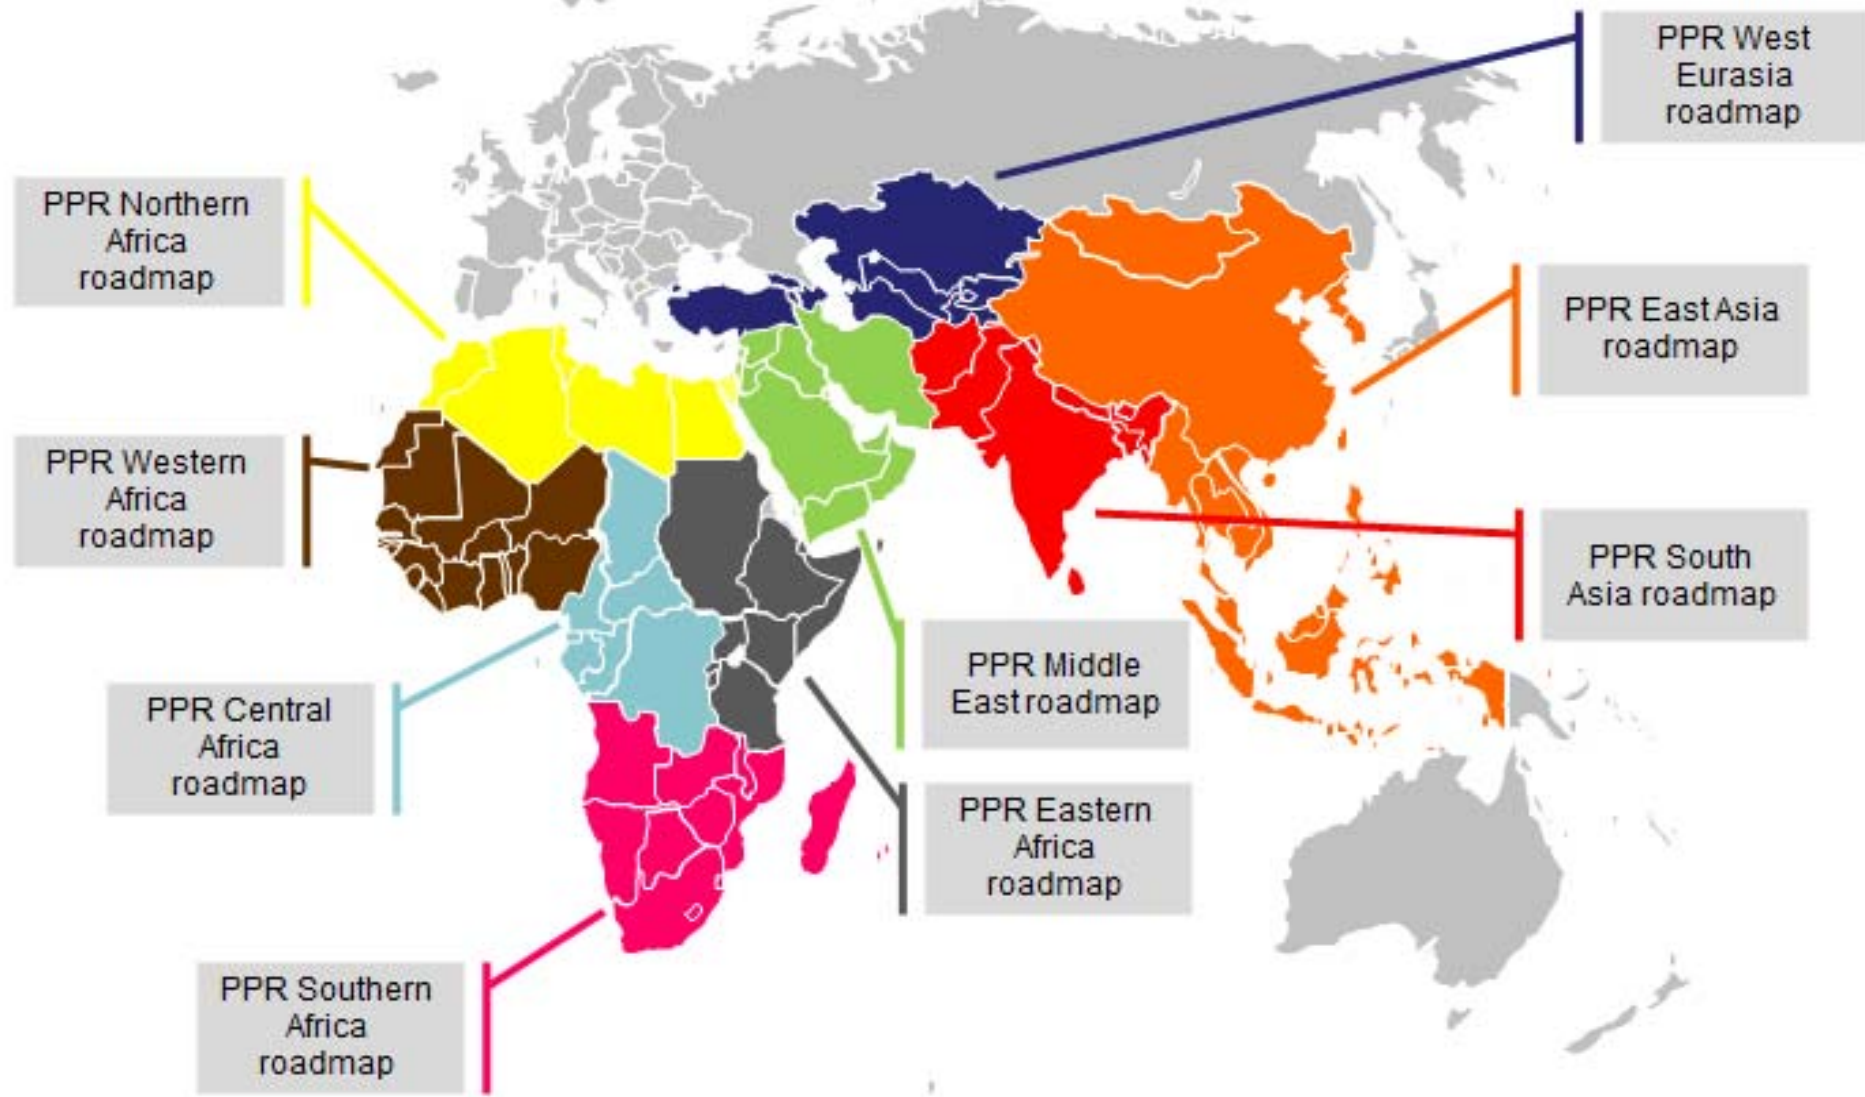 PPR West
Eurasia
roadmap
PPR Northern
Africa
roadmap
PPR East Asia
roadmap
PPR Western
Africa
roadmap
PPR South
Asia roadmap
PPR Middle
East roadmap
PPR Central
Africa
roadmap
PPR Eastern
Africa
roadmap
PPR Southern
Africa
roadmap